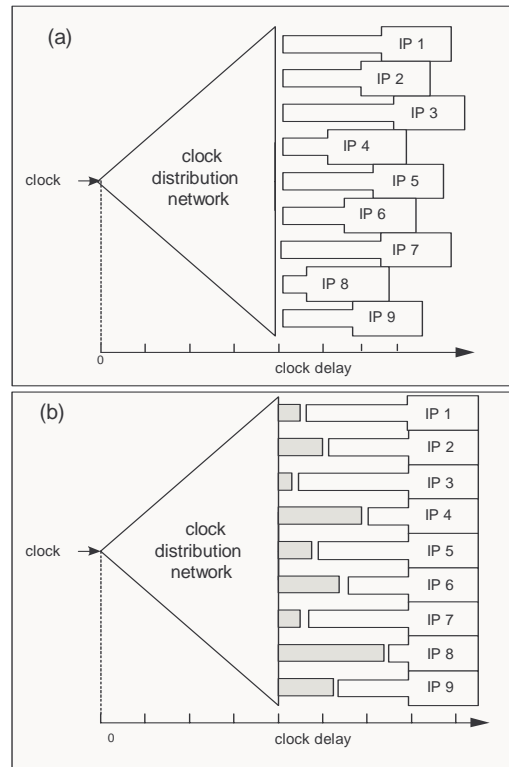 (a)
IP 1
IP 2
IP 3
IP 4
IP 5
IP 6
IP 7
IP 8
IP 9
clock
clock
distribution
network
0
clock delay
(b)
IP 1
IP 2
IP 3
IP 4
IP 5
IP 6
IP 7
IP 8
IP 9
clock
clock
distribution
network
0
clock delay